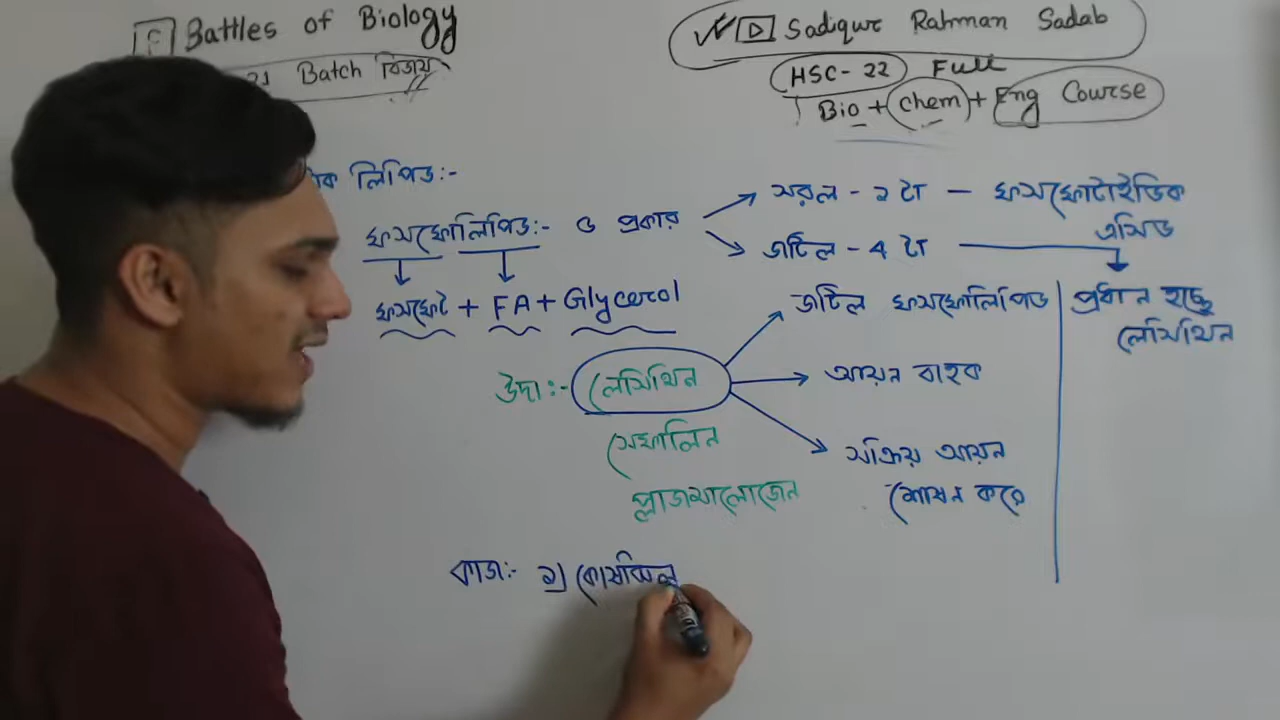 Battles of Biology
21 Batch বিজয়
Sadiqur Rahman Sadab
HSC-22 Full
Bio + Chem + Eng Course
লিপিড:-
ফসফোলিপিড:- ৩ প্রকার
সরল - ২ টা - ফসফোটাইডিক এসিড
জটিল - ৭ টা
ফসফেট + FA + Glycerol
জটিল ফসফোলিপিড
প্রধান হচ্ছে
লেসিথিন
উদা:- লেসিথিন
আয়ন বাহক
সেফালিন
সক্রিয় আয়ন
প্লাজমালোজেন
শোষন করে
কাজ:- ১) কোষঝিল্ল